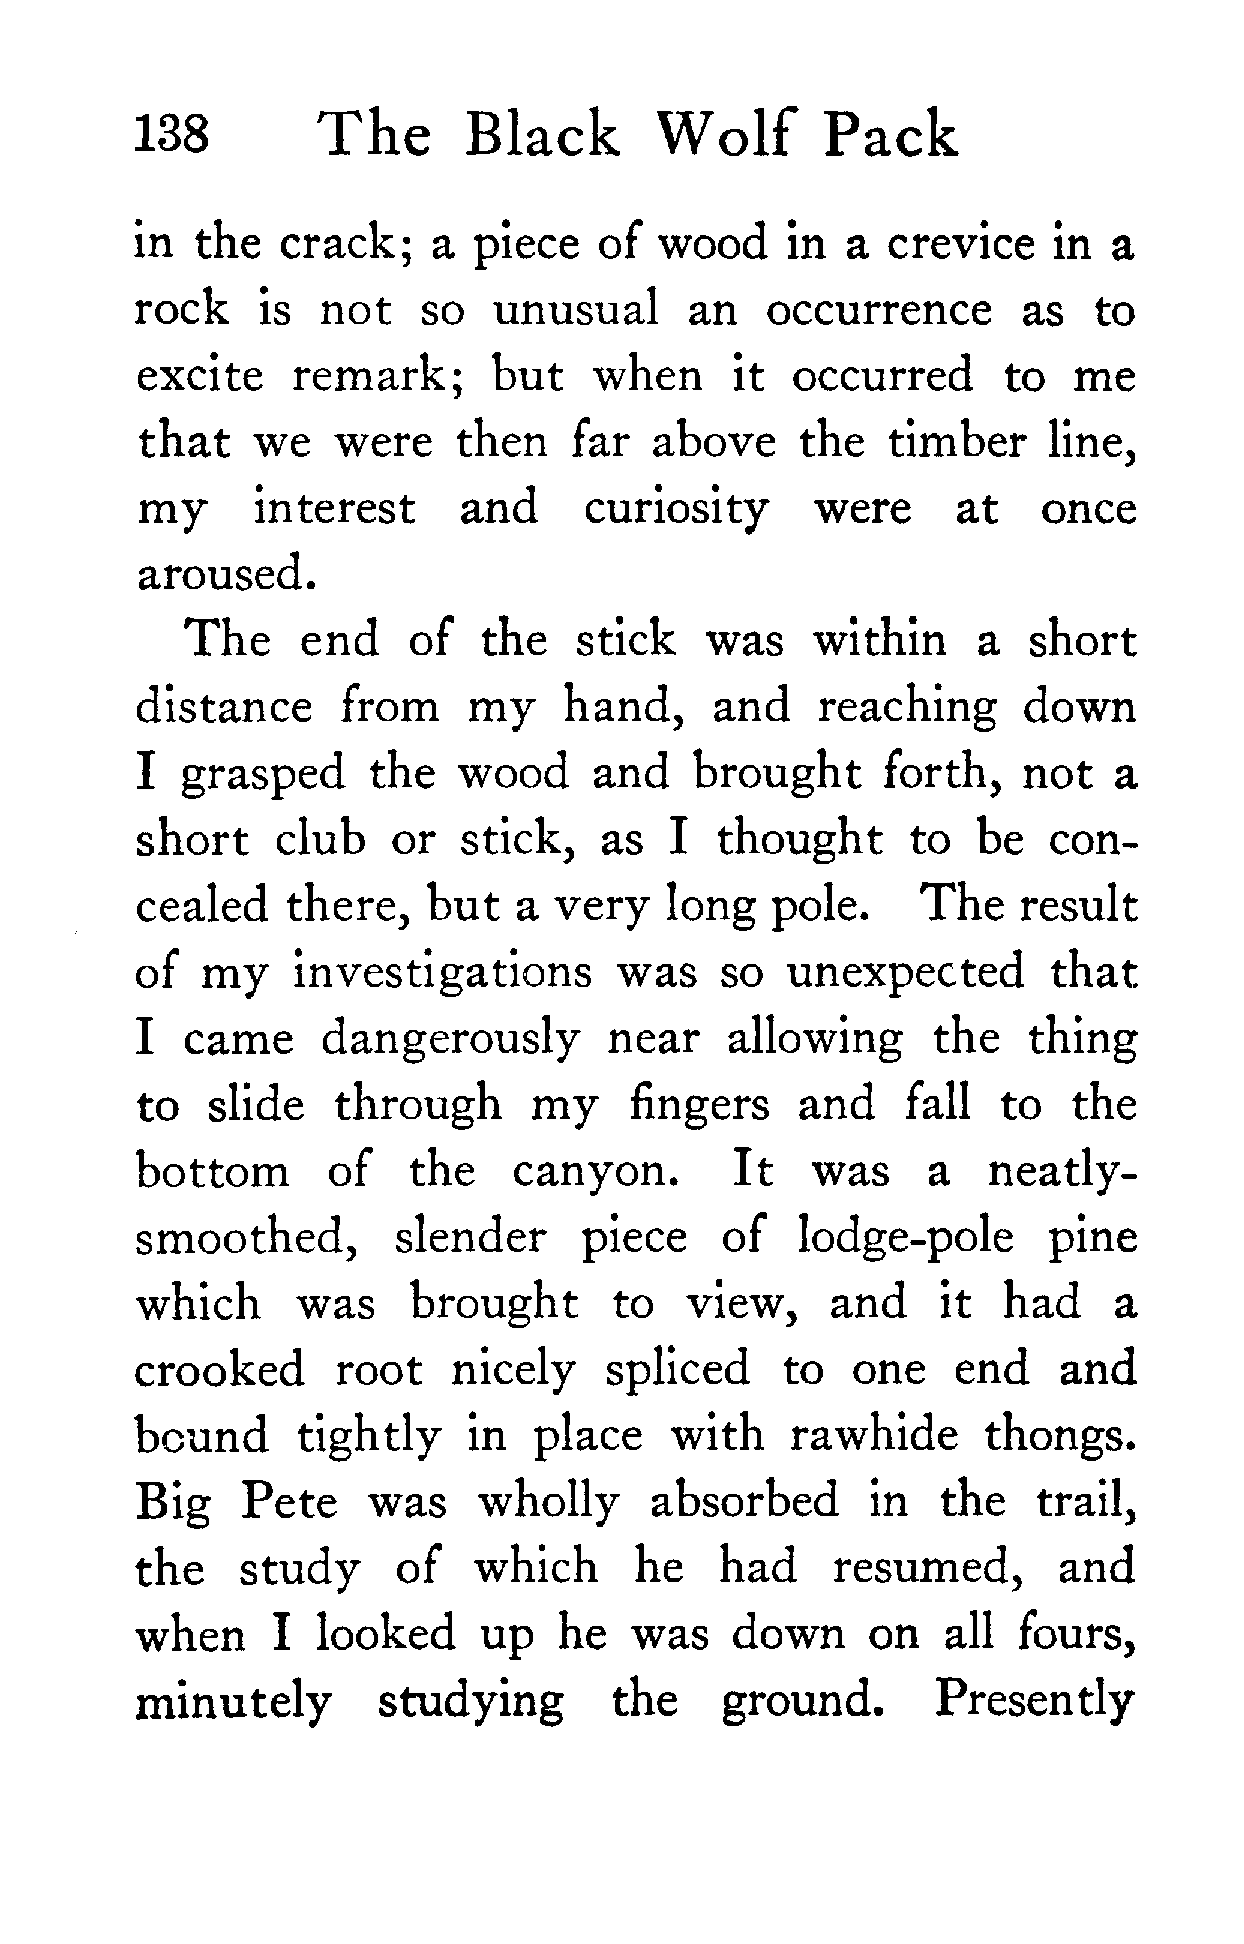 138 The Black Wolf Pack
in the crack; a piece of wood in a crevice in a
rock is not so unusual an occurrence as to
excite remark; but when it occurred to me
that we were then far above the timber line,
my interest and curiosity were at once
aroused.
The end of the stick was within a short
distance from my hand, and reaching down
I grasped the wood and brought forth, not a
short club or stick, as I thought to be con-
cealed there, but a very long pole. The result
of my investigations was so unexpected that
I came dangerously near allowing the thing
to slide through my fingers and fall to the
bottom of the canyon. It was a neatly-
smoothed, slender piece of lodge-pole pine
which was brought to view, and it had a
crooked root nicely spliced to one end and
bound tightly in place with rawhide thongs.
Big Pete was wholly absorbed in the trail,
the study of which he had resumed, and
when I looked up he was down on all fours,
minutely studying the ground. Presently